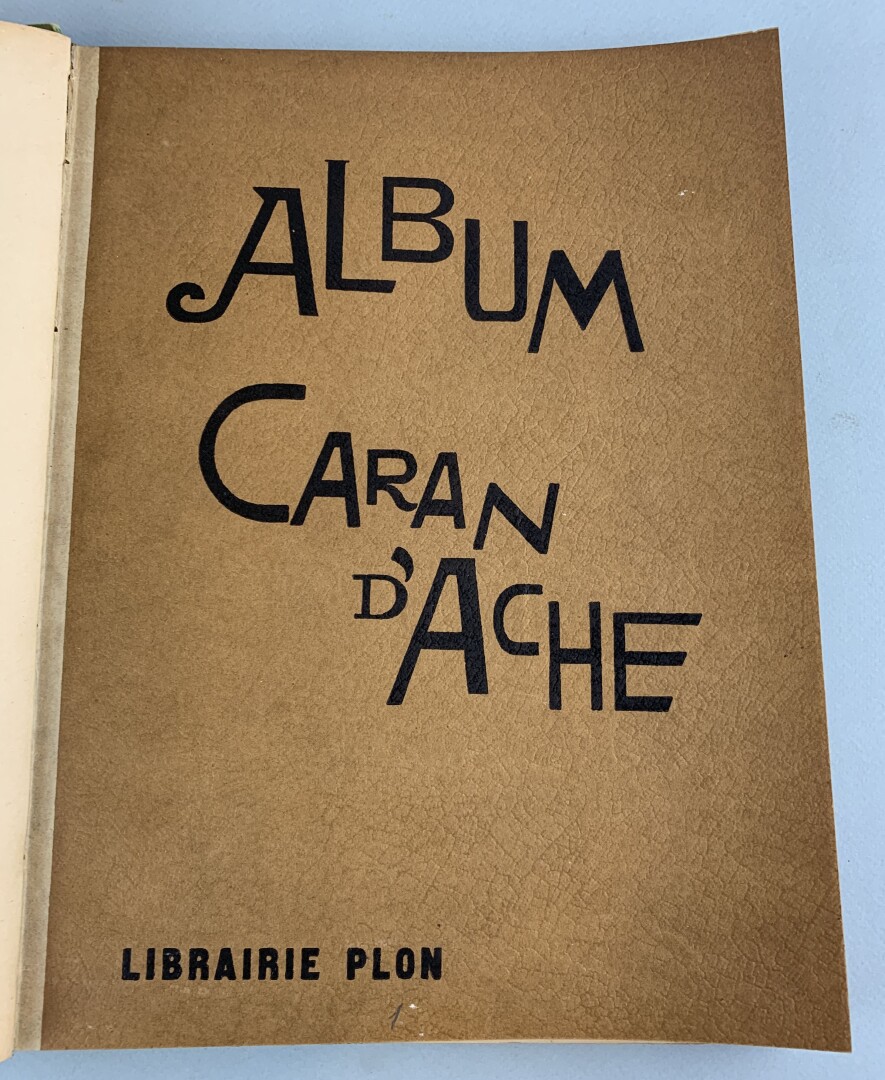 ALBUM
CARAN
D'ACHE
LIBRAIRIE PLON
1